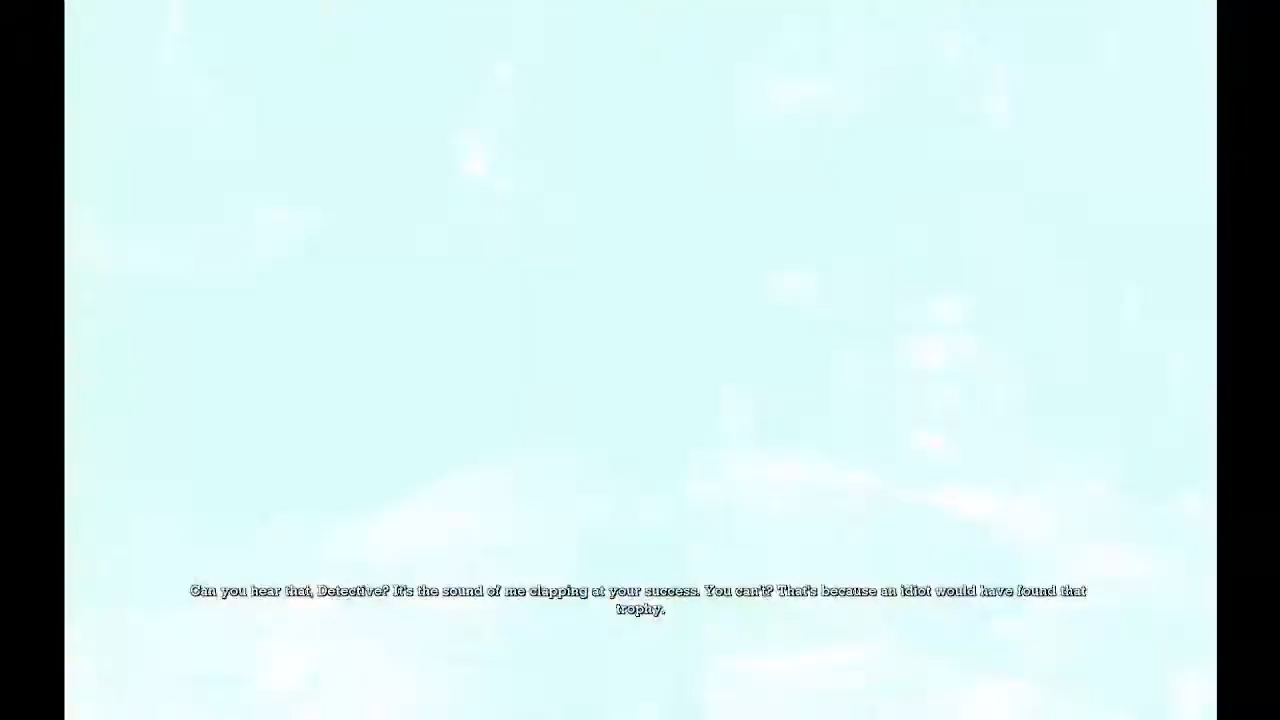 Can you hear that, Detective? It's the sound of me clapping at your success. You can't? That's because an idiot would have found that
trophy.